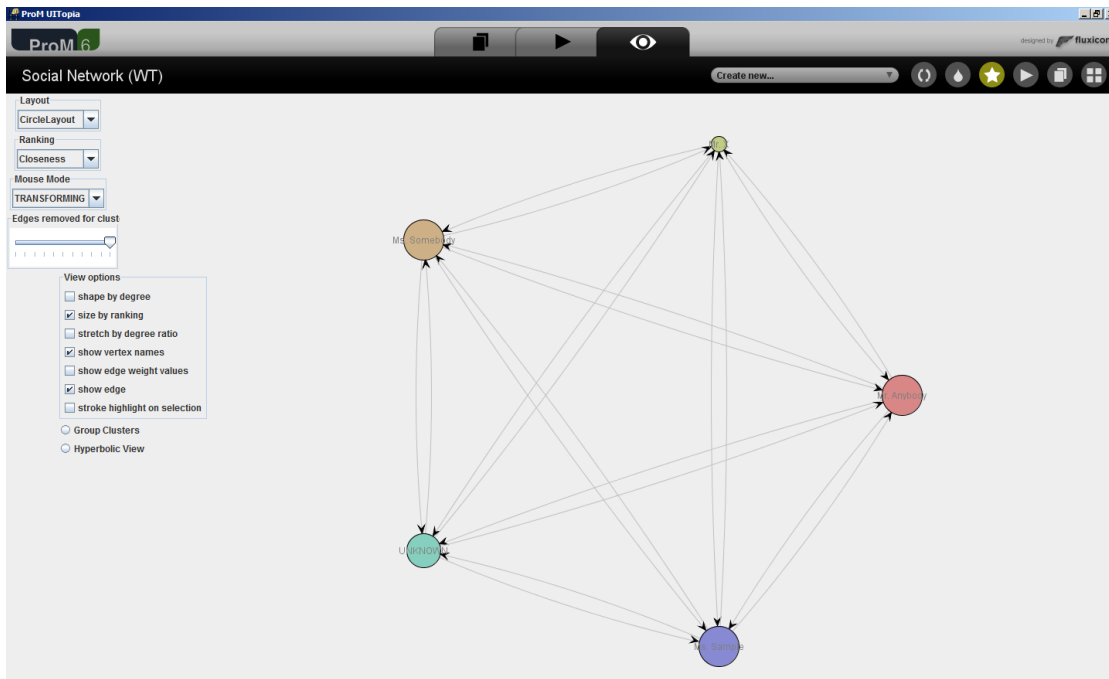 ProM UITopia
ProM 6
designed by fluxicon
Social Network (WT)
Create new...
Layout
CircleLayout
Ranking
Closeness
Mouse Mode
TRANSFORMING
Edges removed for clust
View options
shape by degree
size by ranking
stretch by degree ratio
show vertex names
show edge weight values
show edge
stroke highlight on selection
Group Clusters
Hyperbolic View
Ms. Somebody
Mr. Anybody
UNKNOWN